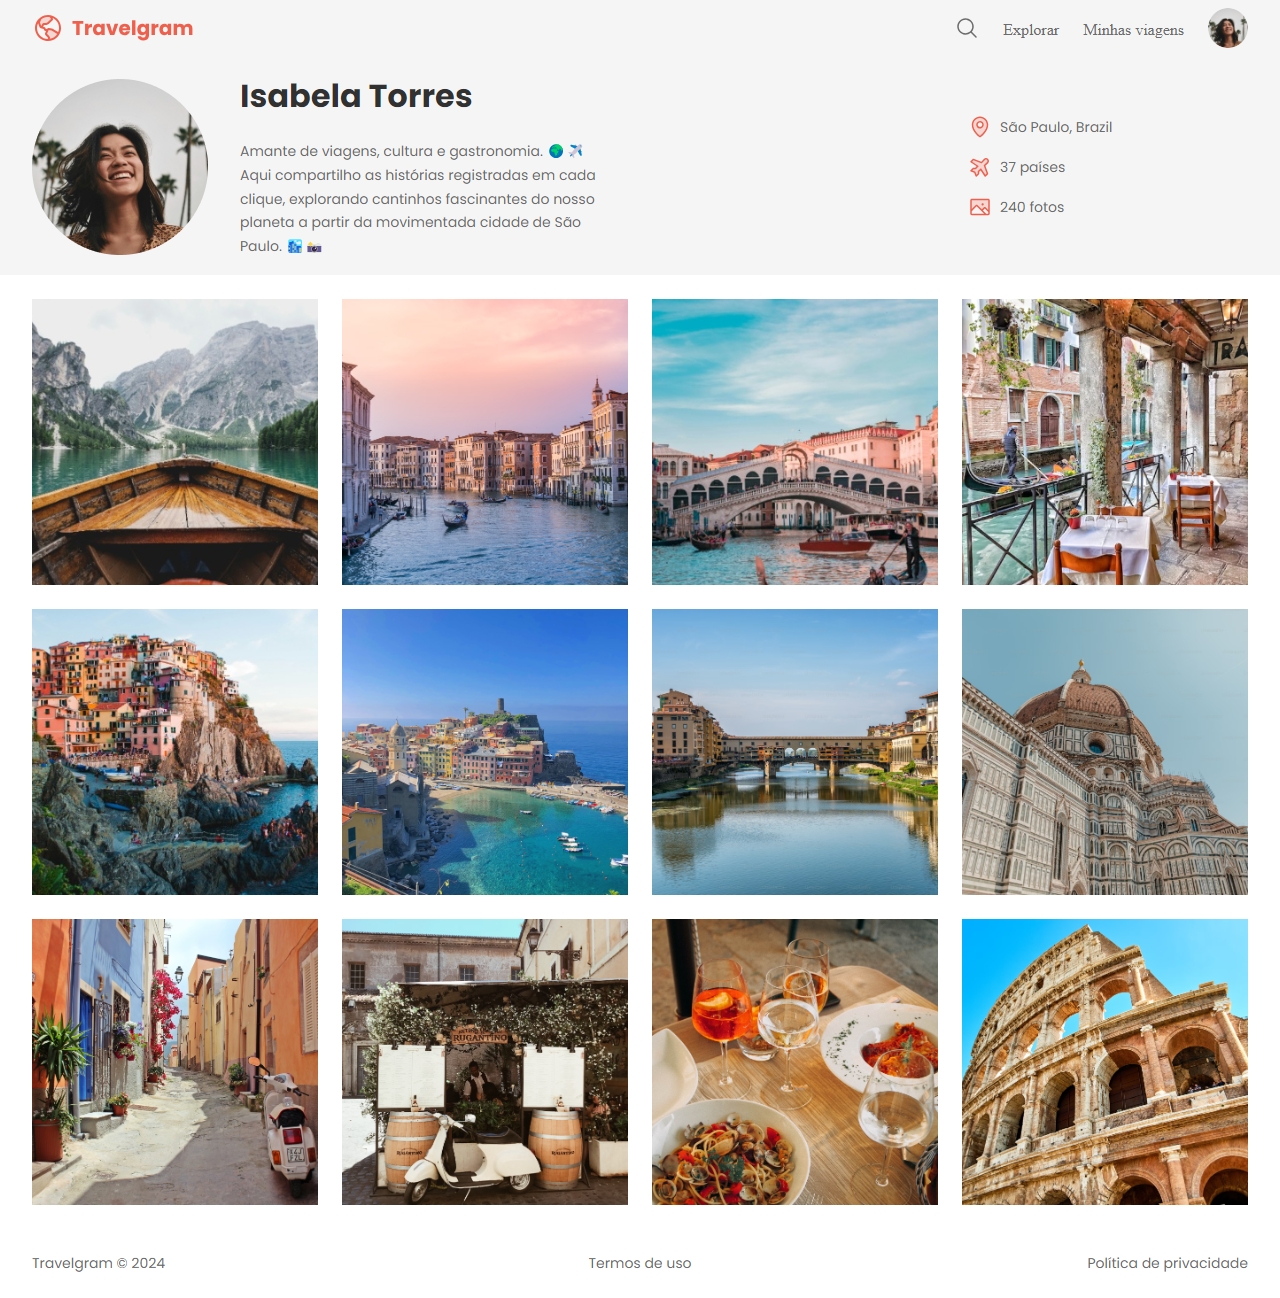 Travelgram
Explorar
Minhas viagens
Isabela Torres
Amante de viagens, cultura e gastronomia. 🌍 ✈️
Aqui compartilho as histórias registradas em cada
clique, explorando cantinhos fascinantes do nosso
planeta a partir da movimentada cidade de São
Paulo. 🏙️ 📸
São Paulo, Brazil
37 países
240 fotos
TRA
RUGANTINO
Travelgram © 2024
Termos de uso
Política de privacidade